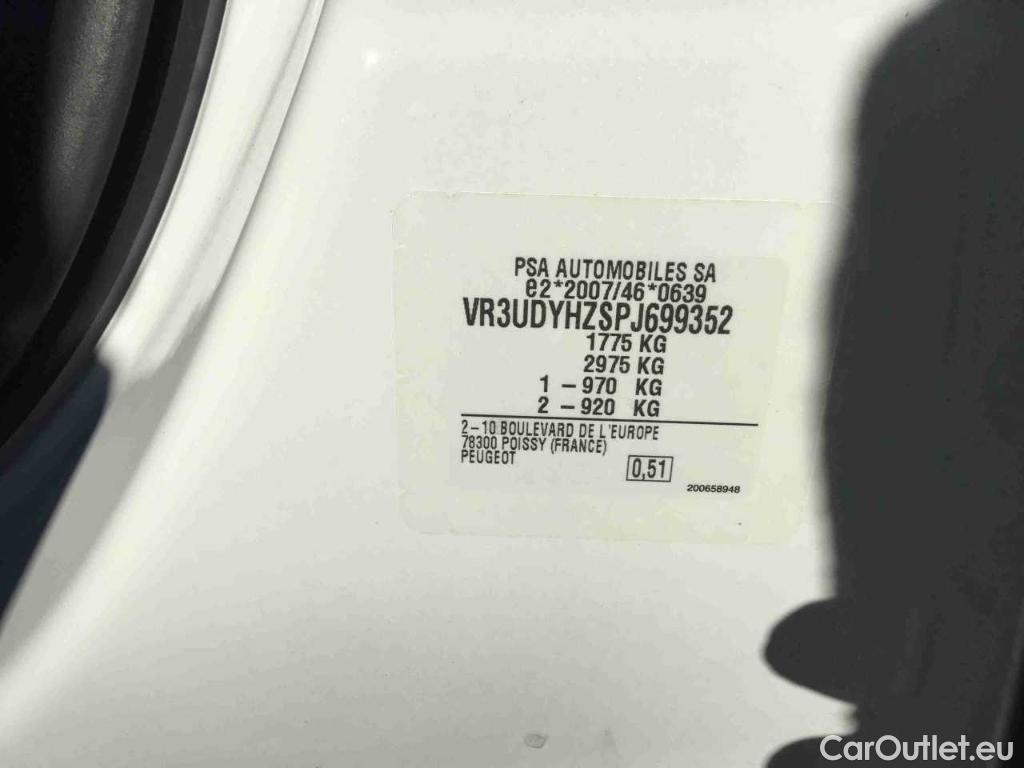 PSA AUTOMOBILES SA
e2*2007/46*0639
VR3UDYHZSPJ699352
1775 KG
2975 KG
1 – 970 KG
2 – 920 KG
2–10 BOULEVARD DE L'EUROPE
78300 POISSY (FRANCE)
PEUGEOT
0,51
200658948
CarOutlet.eu